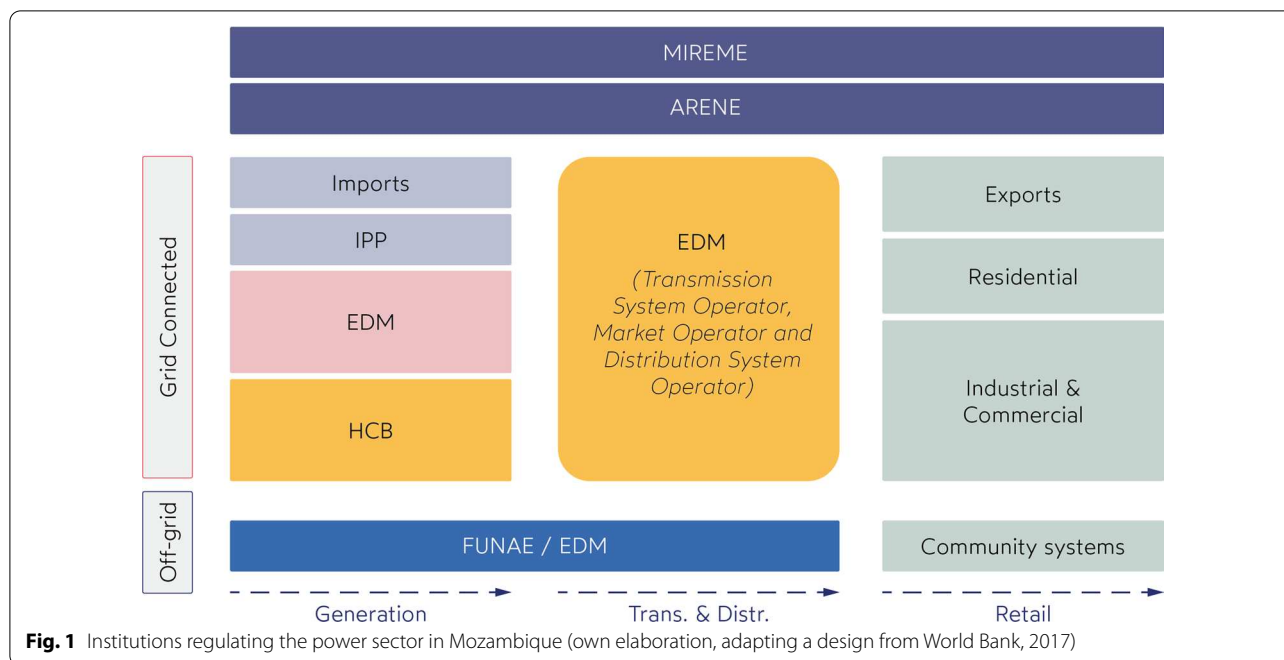 MIREME
ARENE
Grid Connected
Imports
IPP
EDM
HCB
EDM
(Transmission
System Operator,
Market Operator and
Distribution System
Operator)
Exports
Residential
Industrial &
Commercial
Off-grid
FUNAE / EDM
Community systems
Generation
Trans. & Distr.
Retail
Fig. 1 Institutions regulating the power sector in Mozambique (own elaboration, adapting a design from World Bank, 2017)